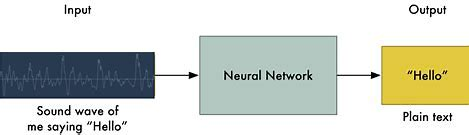 Input
Output
Neural Network
“Hello”
Sound wave of
me saying “Hello”
Plain text